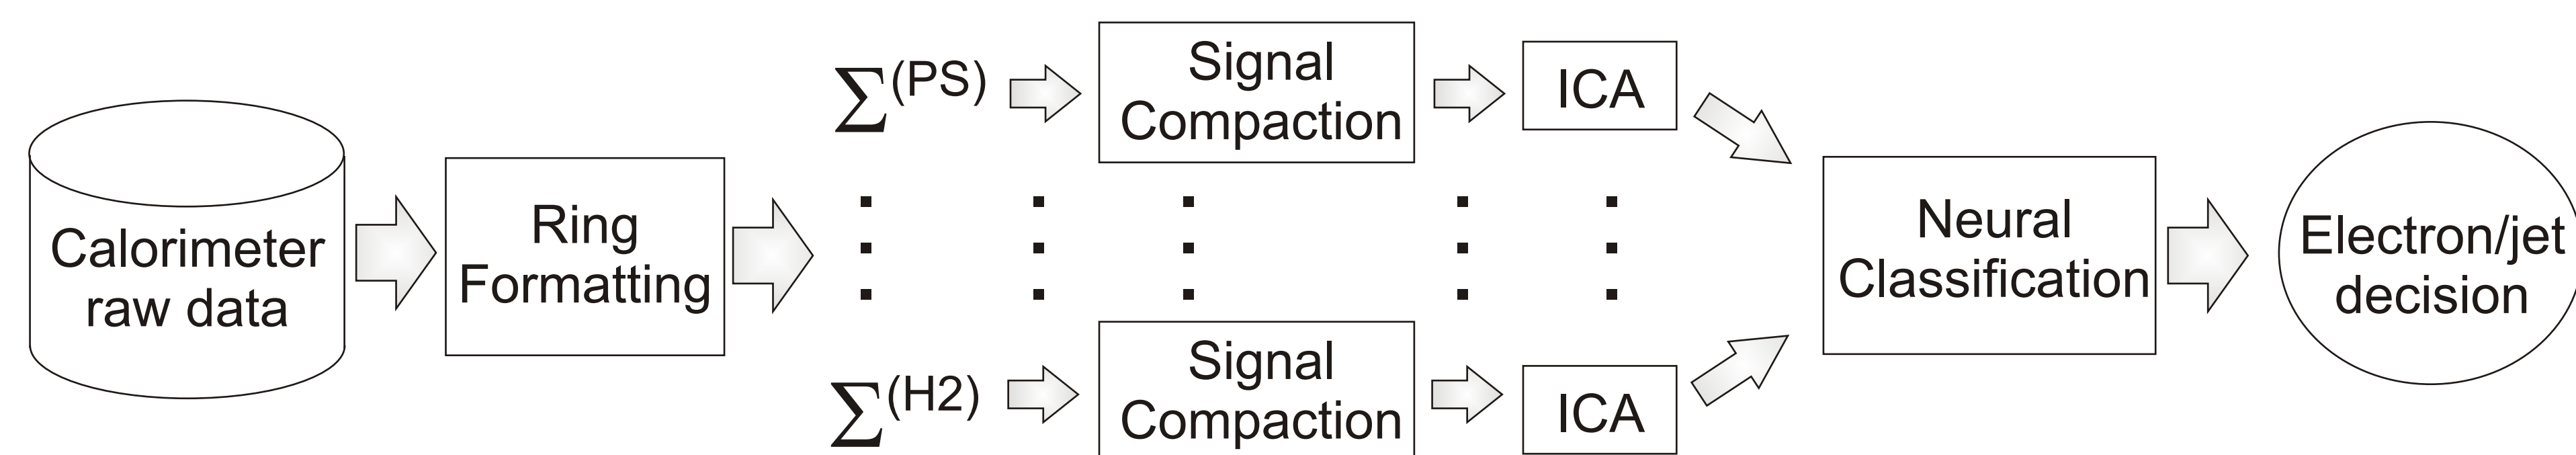 Calorimeter
raw data
Ring
Formatting
∑(PS)
Signal
Compaction
ICA
∑(H2)
Signal
Compaction
ICA
Neural
Classification
Electron/jet
decision